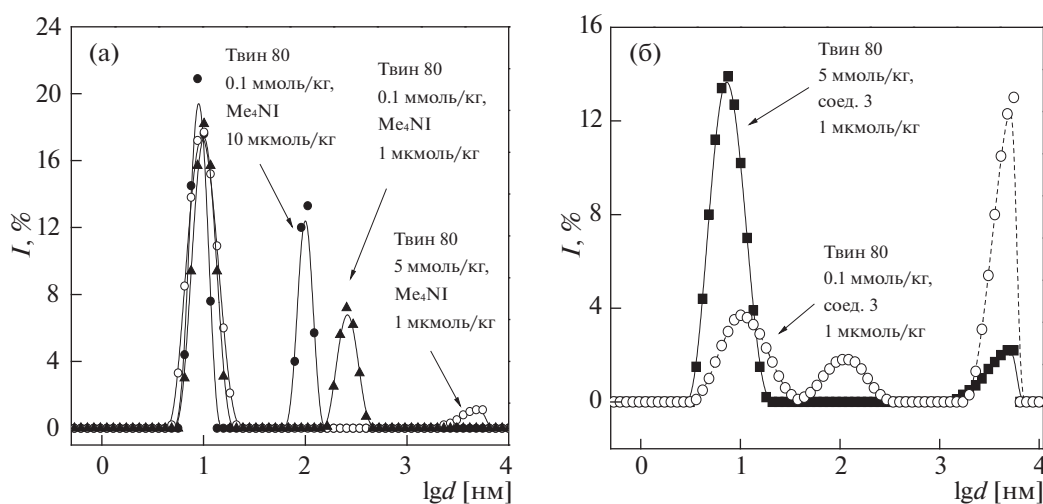 (а)
24
20
16
12
8
4
0
I, %
0
1
2
3
4
lgd [нм]
Твин 80
0.1 ммоль/кг,
Me₄NI
10 мкмоль/кг
Твин 80
0.1 ммоль/кг,
Me₄NI
1 мкмоль/кг
Твин 80
5 ммоль/кг,
Me₄NI
1 мкмоль/кг
(б)
16
12
8
4
0
I, %
0
1
2
3
4
lgd [нм]
Твин 80
5 ммоль/кг,
соед. 3
1 мкмоль/кг
Твин 80
0.1 ммоль/кг,
соед. 3
1 мкмоль/кг